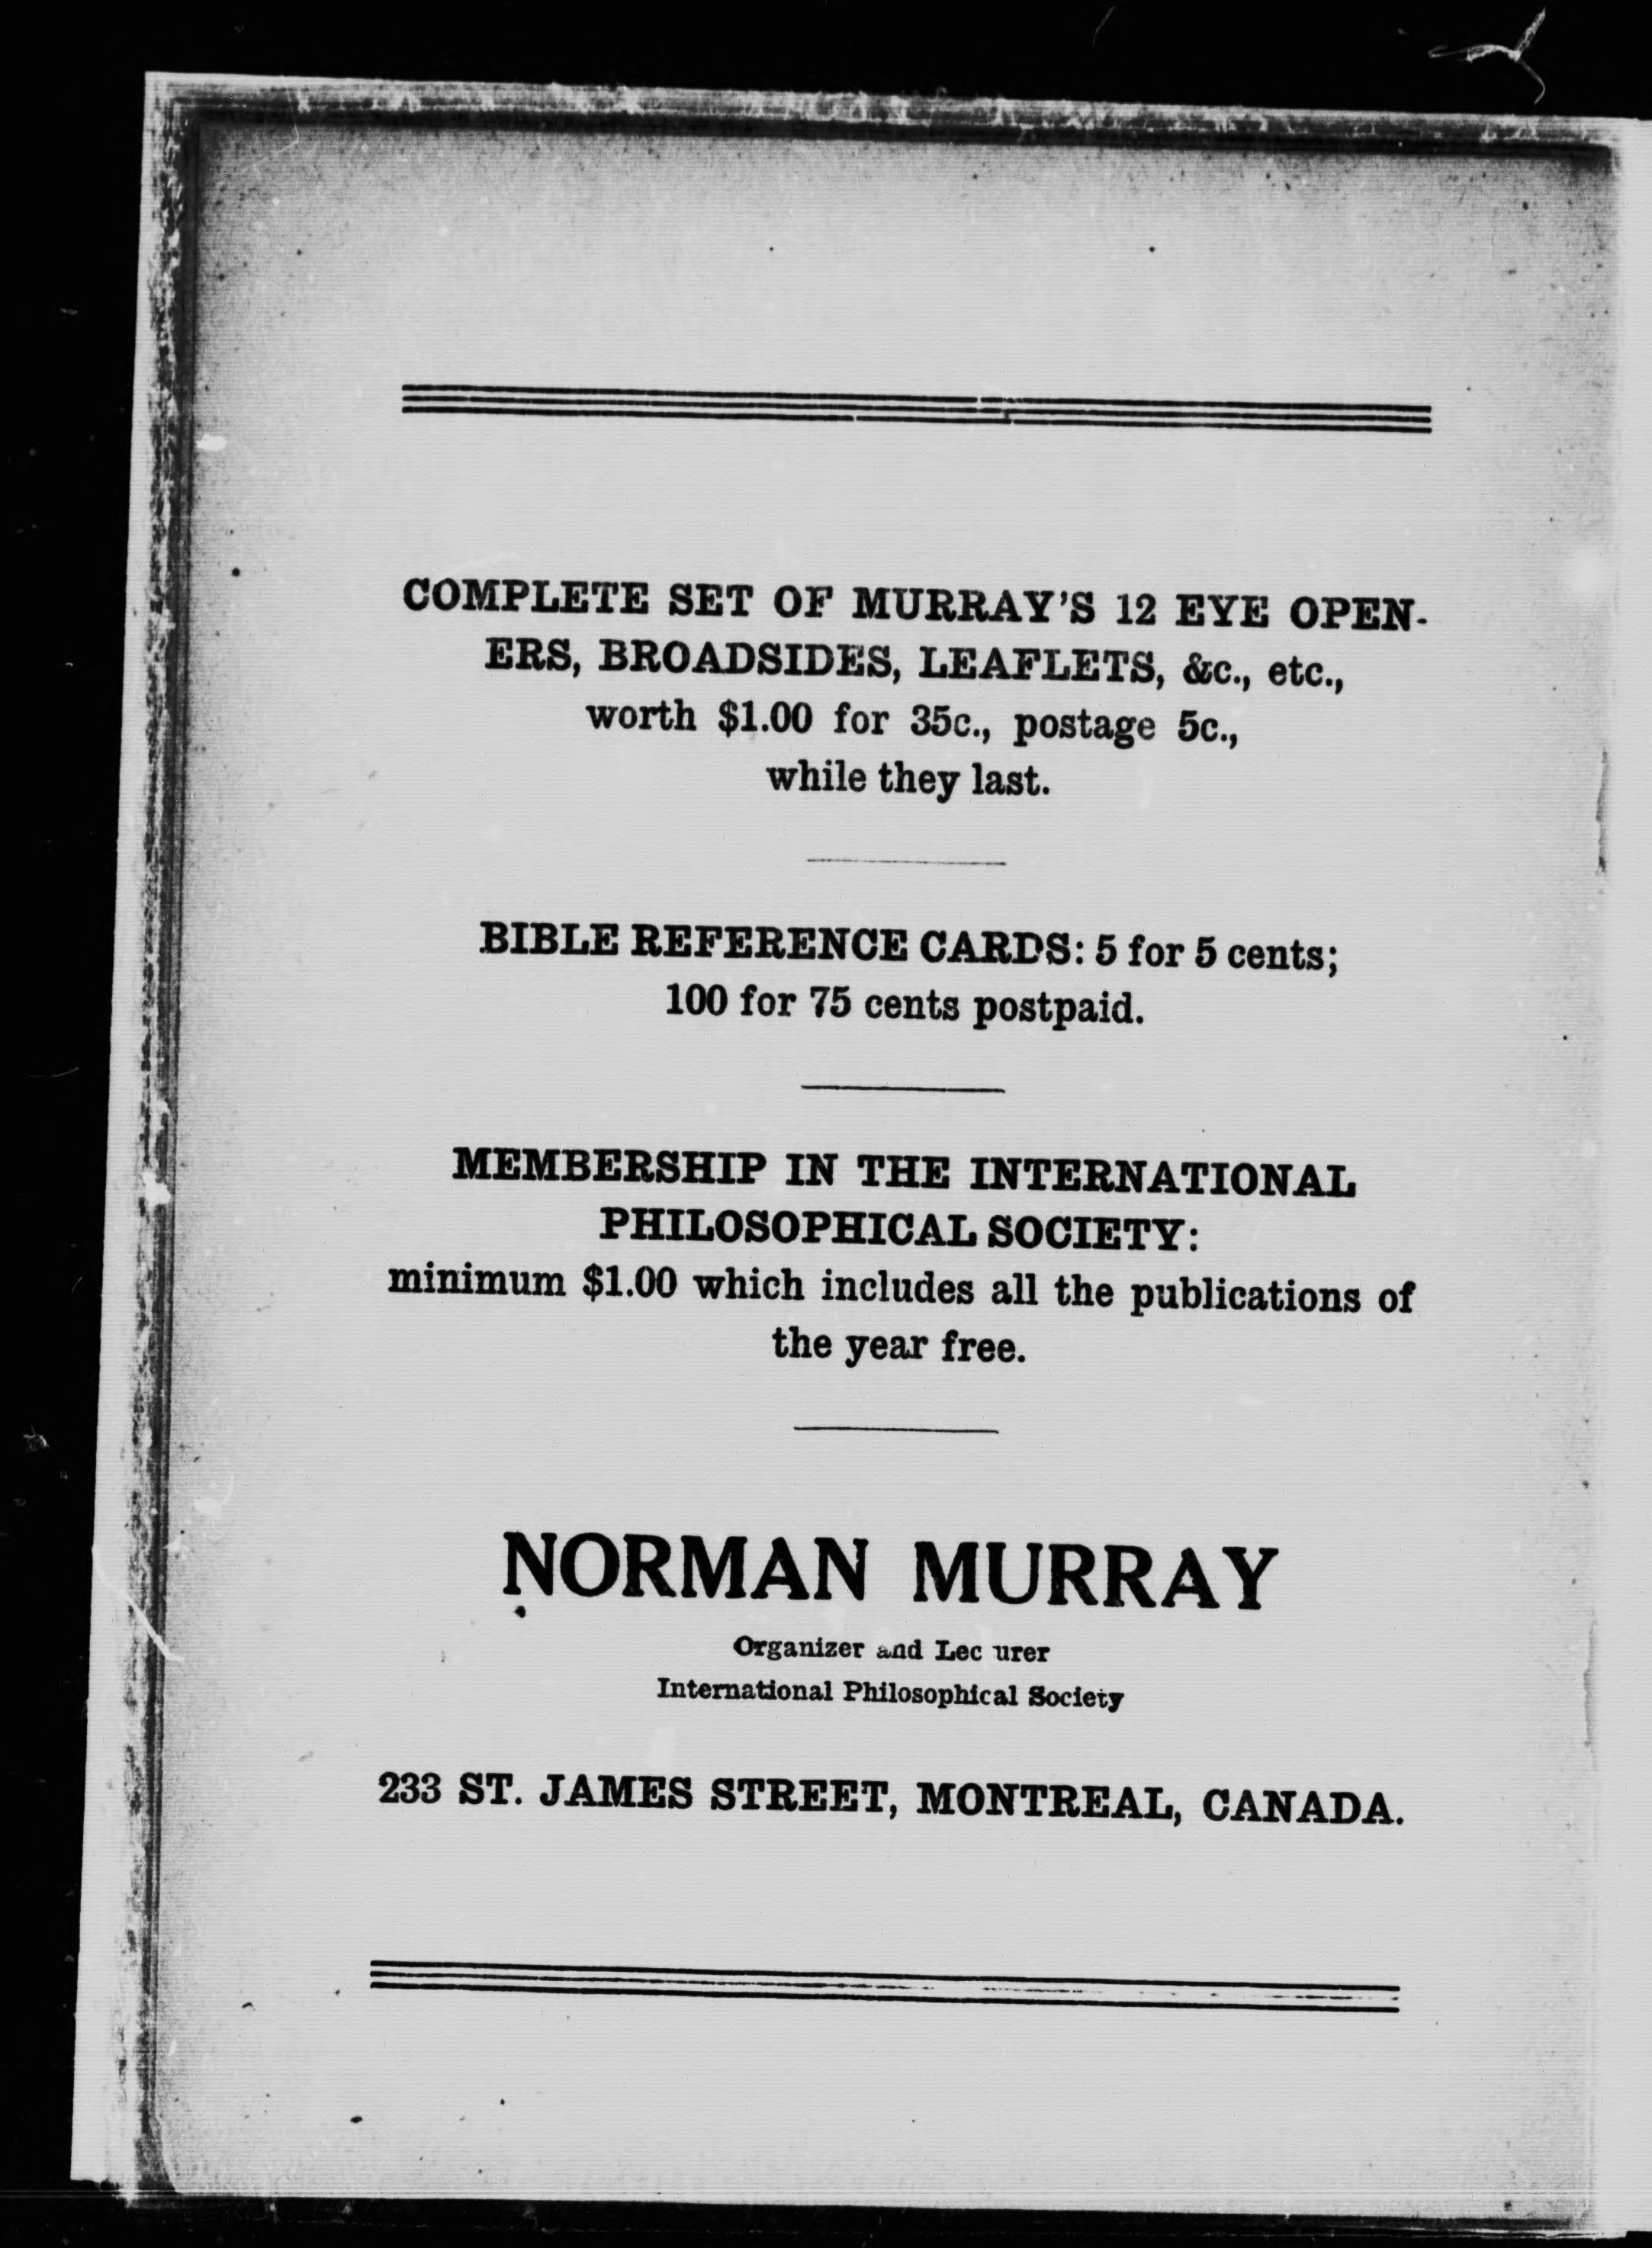 COMPLETE SET OF MURRAY'S 12 EYE OPEN-
ERS, BROADSIDES, LEAFLETS, &c., etc.,
worth $1.00 for 35c., postage 5c.,
while they last.
BIBLE REFERENCE CARDS: 5 for 5 cents;
100 for 75 cents postpaid.
MEMBERSHIP IN THE INTERNATIONAL
PHILOSOPHICAL SOCIETY:
minimum $1.00 which includes all the publications of
the year free.
NORMAN MURRAY
Organizer and Lec urer
International Philosophical Society
233 ST. JAMES STREET, MONTREAL, CANADA.